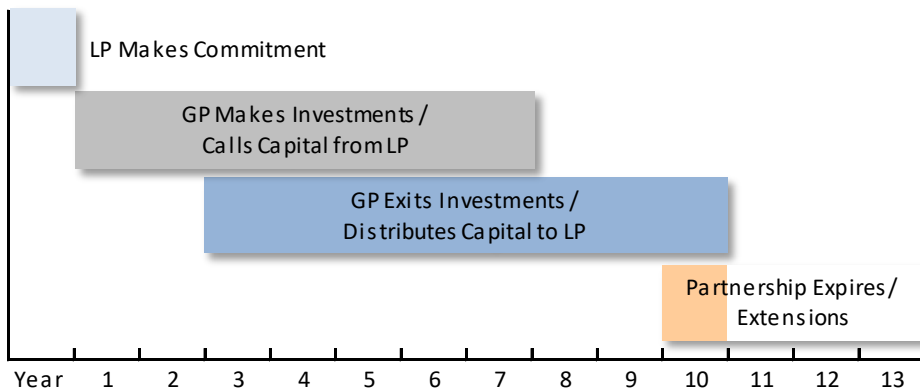 LP Makes Commitment
GP Makes Investments /
Calls Capital from LP
GP Exits Investments /
Distributes Capital to LP
Partnership Expires /
Extensions
Year 1 2 3 4 5 6 7 8 9 10 11 12 13